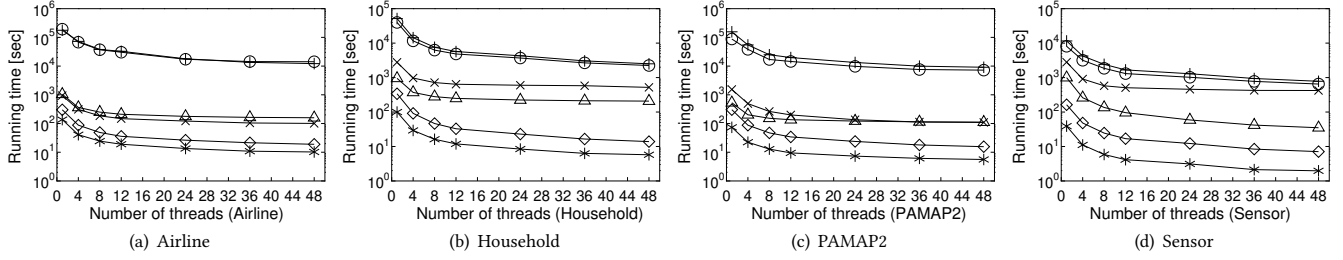 Running time [sec]
10^6
10^5
10^4
10^3
10^2
10^1
10^0
0 4 8 12 16 20 24 28 32 36 40 44 48
Number of threads (Airline)
(a) Airline
Running time [sec]
10^5
10^4
10^3
10^2
10^1
10^0
0 4 8 12 16 20 24 28 32 36 40 44 48
Number of threads (Household)
(b) Household
Running time [sec]
10^6
10^5
10^4
10^3
10^2
10^1
10^0
0 4 8 12 16 20 24 28 32 36 40 44 48
Number of threads (PAMAP2)
(c) PAMAP2
Running time [sec]
10^5
10^4
10^3
10^2
10^1
10^0
0 4 8 12 16 20 24 28 32 36 40 44 48
Number of threads (Sensor)
(d) Sensor